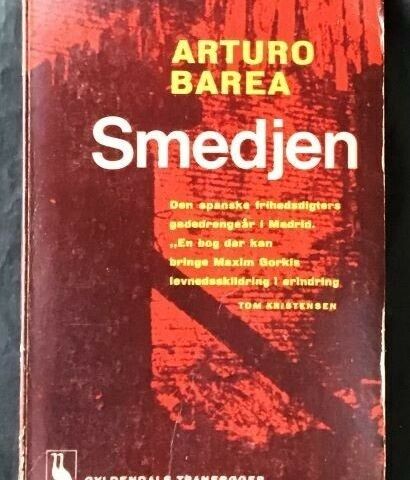 ARTURO
BAREA
Smedjen
Den spanske frihedsdigters
gadedrengeår i Madrid.
„En bog der kan
bringe Maxim Gorkis
levnedsskildring i erindring
TOM KRISTENSEN
GYLDENDALS TRANEBØGER